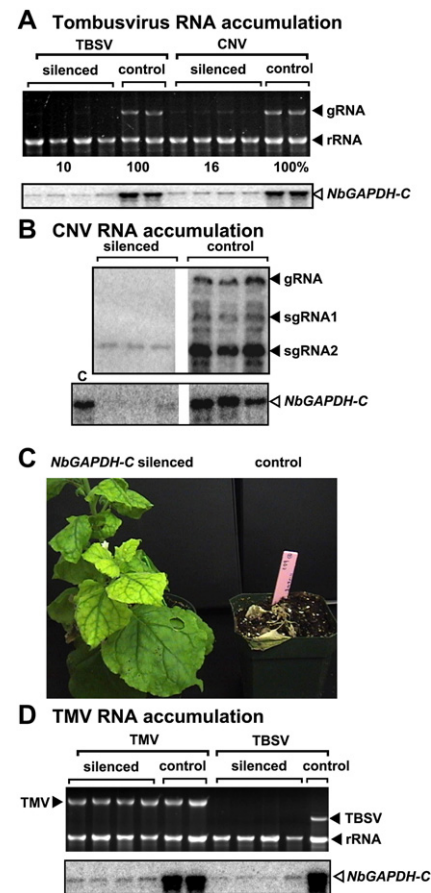 A Tombusvirus RNA accumulation
TBSV CNV
silenced control silenced control
gRNA
rRNA
10 100 16 100%
NbGAPDH-C
B CNV RNA accumulation
silenced control
gRNA
sgRNA1
sgRNA2
C
NbGAPDH-C
C NbGAPDH-C silenced control
D TMV RNA accumulation
TMV TBSV
silenced control silenced control
TMV
TBSV
rRNA
NbGAPDH-C